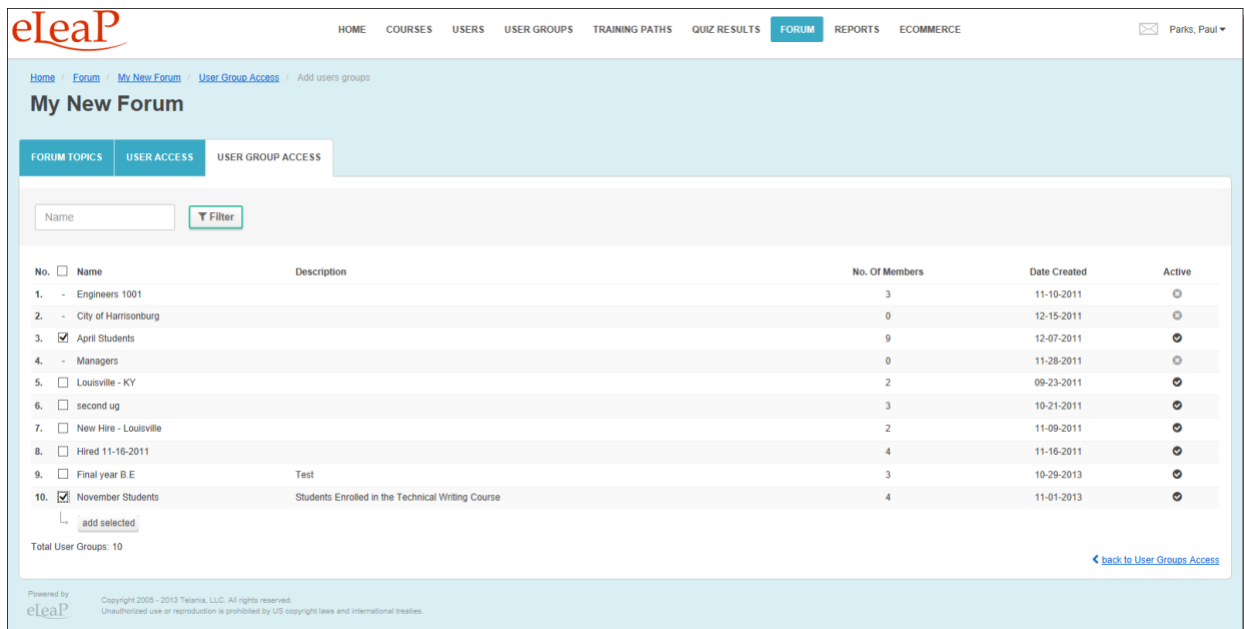 eLeaP
HOME COURSES USERS USER GROUPS TRAINING PATHS QUIZ RESULTS FORUM REPORTS ECOMMERCE Parks, Paul
Home / Forum / My New Forum / User Group Access / Add users groups
My New Forum
FORUM TOPICS USER ACCESS USER GROUP ACCESS
Name Filter
No. Name Description No. Of Members Date Created Active
1. - Engineers 1001 3 11-10-2011
2. - City of Harrisonburg 0 12-15-2011
3. April Students 9 12-07-2011
4. - Managers 0 11-28-2011
5. Louisville - KY 2 09-23-2011
6. second ug 3 10-21-2011
7. New Hire - Louisville 2 11-09-2011
8. Hired 11-16-2011 4 11-16-2011
9. Final year B.E Test 3 10-29-2013
10. November Students Students Enrolled in the Technical Writing Course 4 11-01-2013
add selected
Total User Groups: 10
back to User Groups Access
Powered by
eLeaP
Copyright 2005 - 2013 Telania, LLC. All rights reserved.
Unauthorized use or reproduction is prohibited by US copyright laws and international treaties.